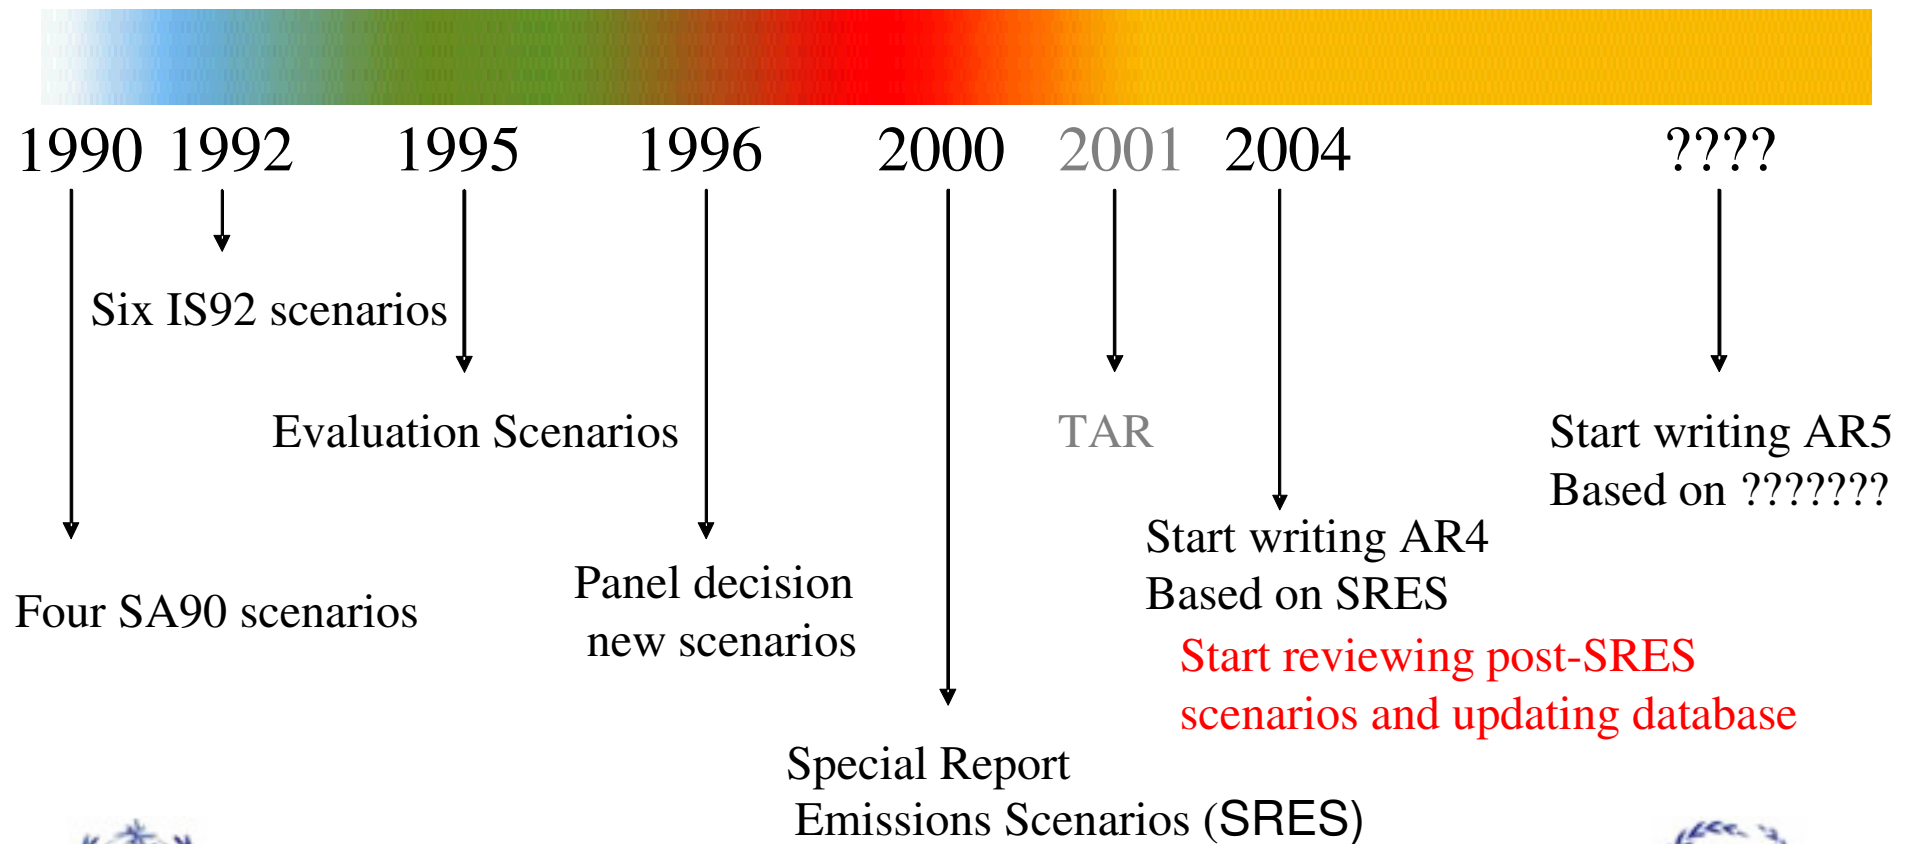 1990 1992 1995 1996 2000 2001 2004 ????
Six IS92 scenarios
Evaluation Scenarios
TAR
Start writing AR5
Based on ???????
Start writing AR4
Based on SRES
Four SA90 scenarios
Panel decision
new scenarios
Start reviewing post-SRES
scenarios and updating database
Special Report
Emissions Scenarios (SRES)